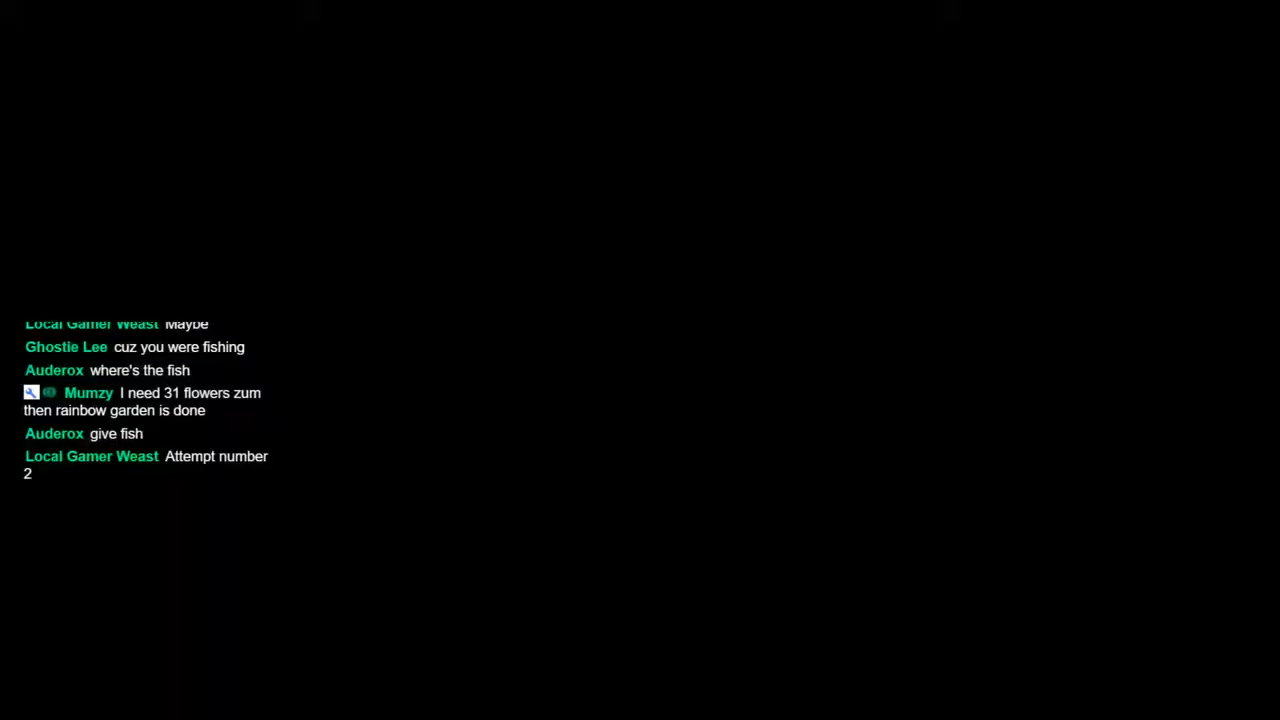 Local Gamer Weast Maybe
Ghostie Lee cuz you were fishing
Auderox where's the fish
Mumzy I need 31 flowers zum
then rainbow garden is done
Auderox give fish
Local Gamer Weast Attempt number
2